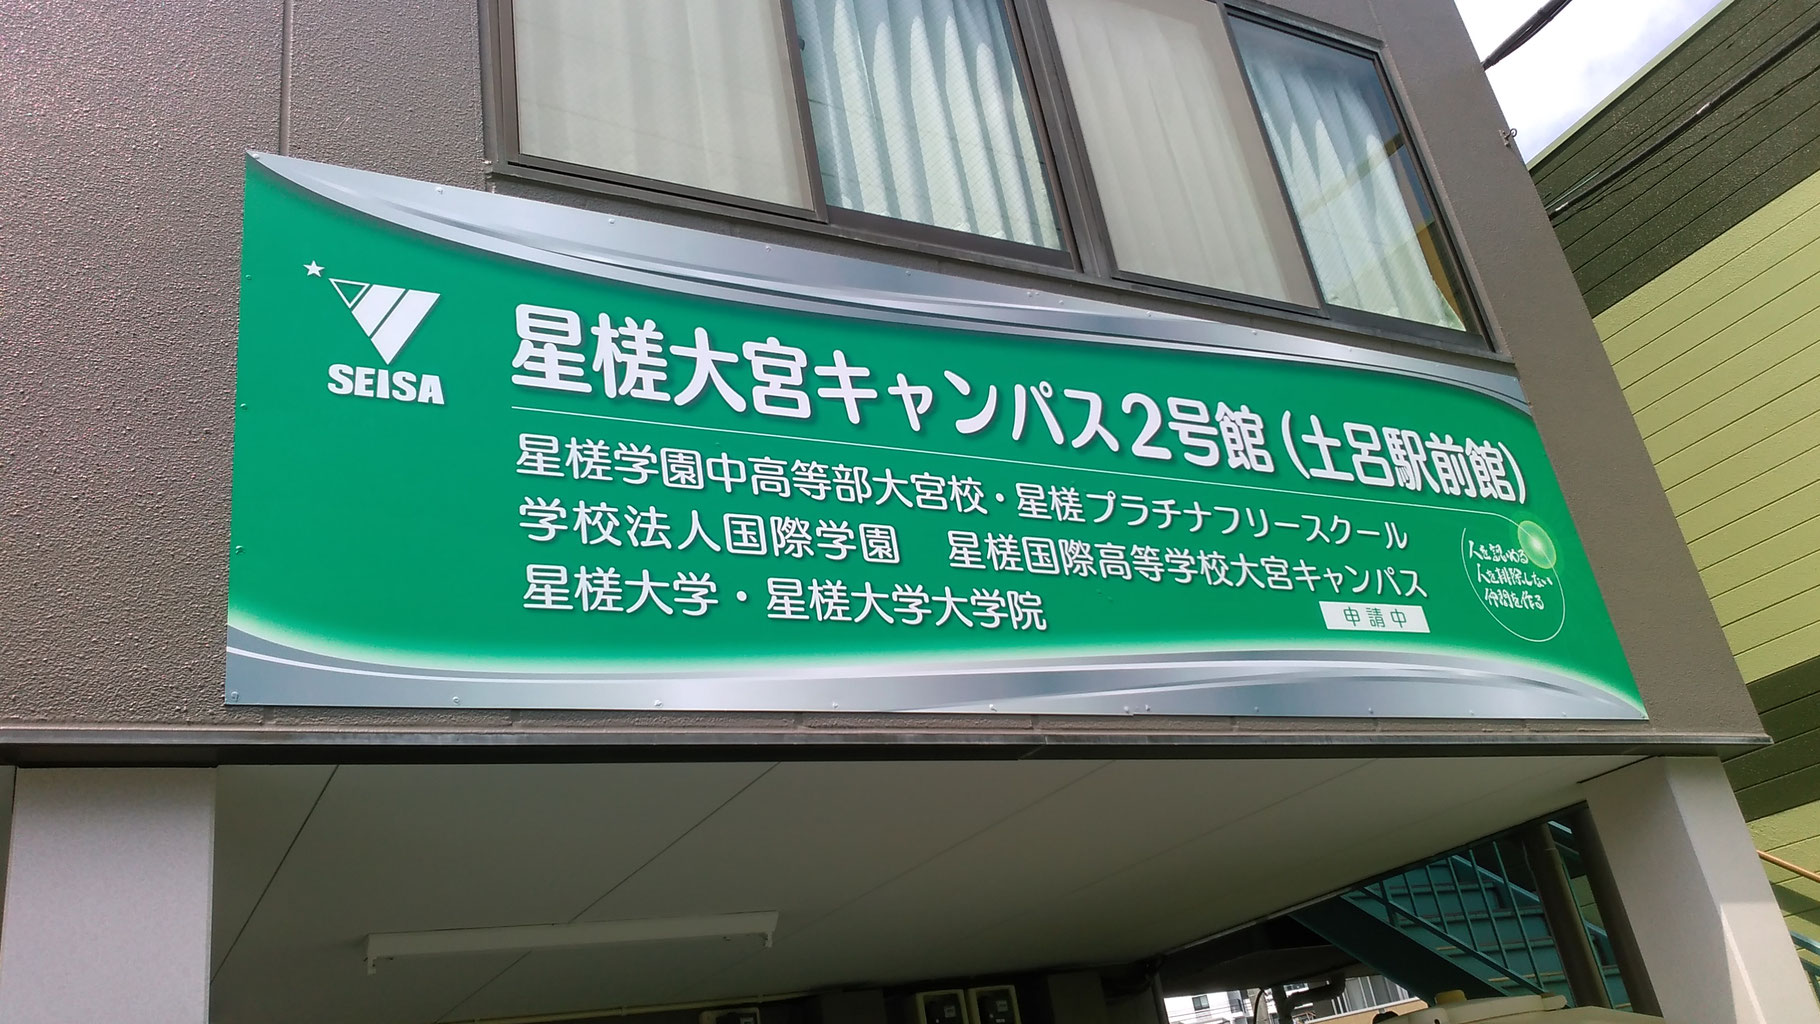 SEISA
星槎大宮キャンパス2号館(土呂駅前館)
星槎学園中高等部大宮校・星槎プラチナフリースクール
学校法人国際学園 星槎国際高等学校大宮キャンパス
申請中
星槎大学・星槎大学大学院
人を認める
人を排除しない
仲間を作る